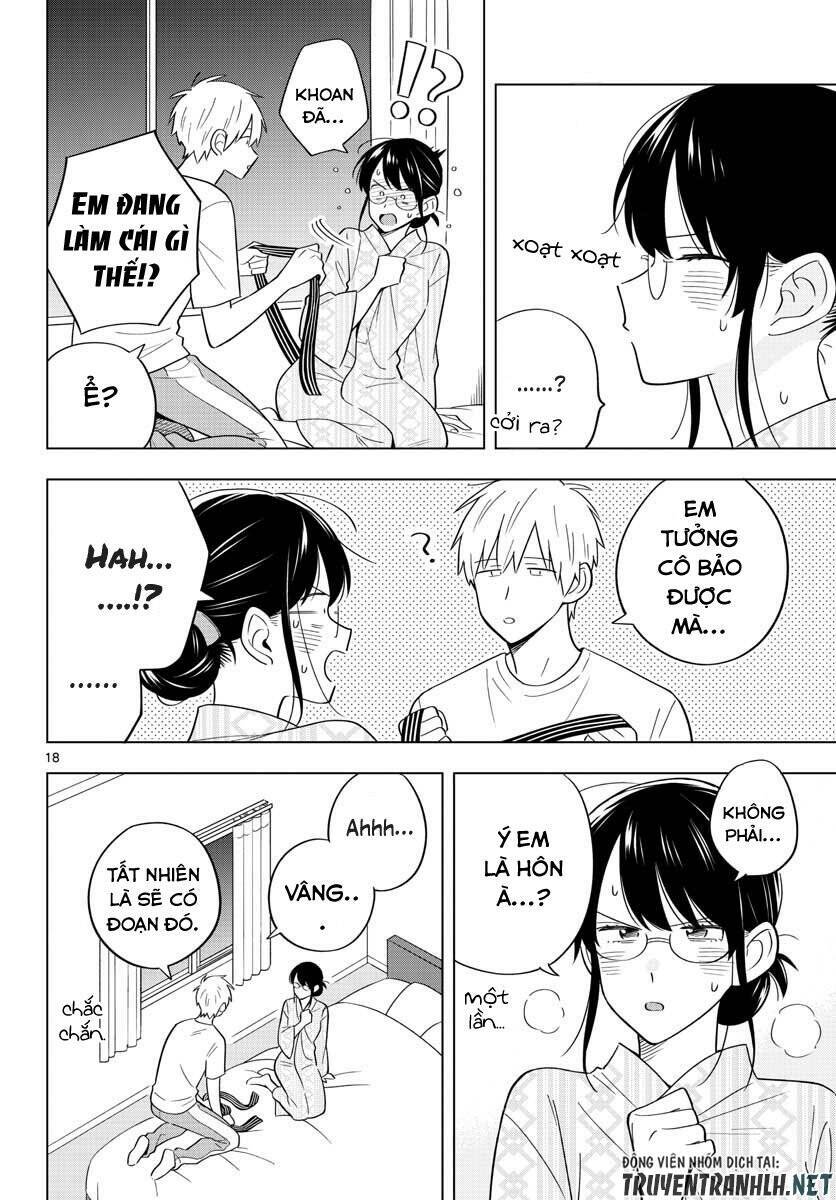 xoạt xoạt
......?
cởi ra?
!?
KHOAN
ĐÃ...
EM ĐANG
LÀM CÁI GÌ
THẾ!?
Ể?
EM
TƯỞNG
CÔ BẢO
ĐƯỢC
MÀ...
?
HAH...
....!?
......
18
KHÔNG
PHẢI...
Ý EM
LÀ HÔN
À...?
một
lần...
Ahhh...
VÂNG..
.
TẤT NHIÊN
LÀ SẼ CÓ
ĐOẠN ĐÓ.
chắc
chắn.
ĐỘNG VIÊN NHÓM DỊCH TẠI:
TRUYENTRANHLH.NET